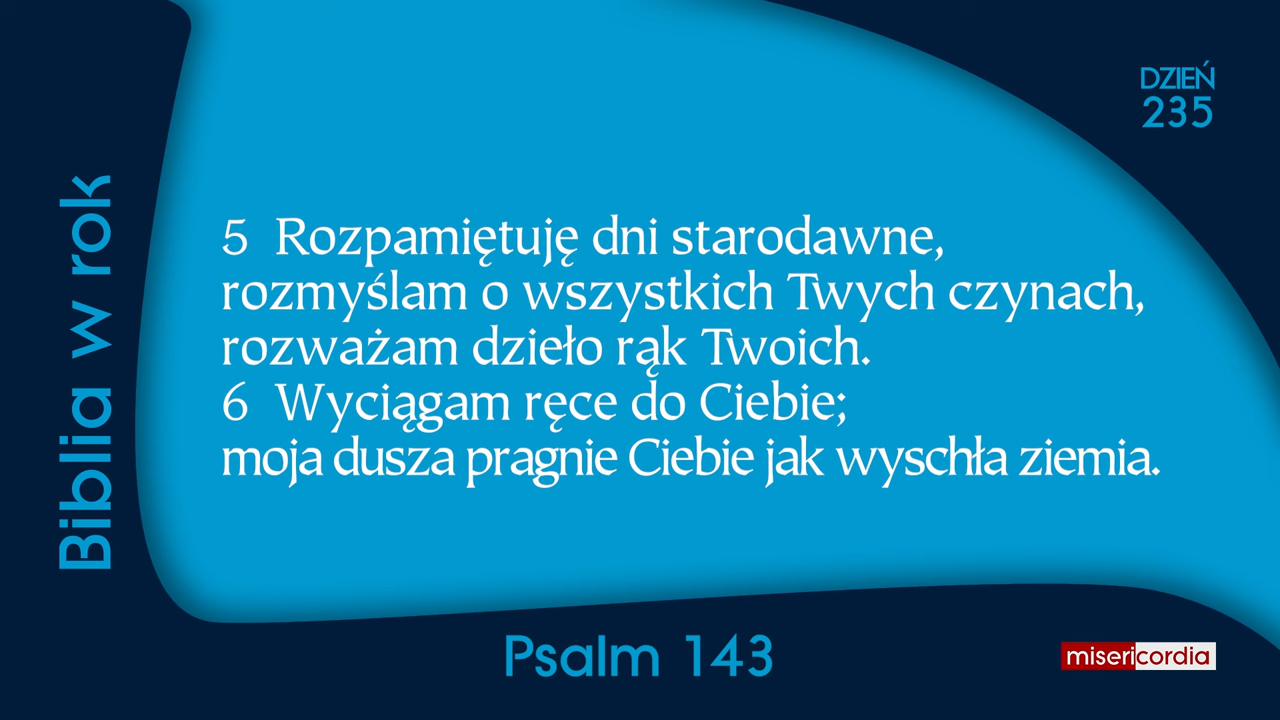 DZIEŃ
235
Biblia w rok
5 Rozpamiętuję dni starodawne,
rozmyślam o wszystkich Twych czynach,
rozważam dzieło rąk Twoich.
6 Wyciągam ręce do Ciebie;
moja dusza pragnie Ciebie jak wyschła ziemia.
Psalm 143
misericordia